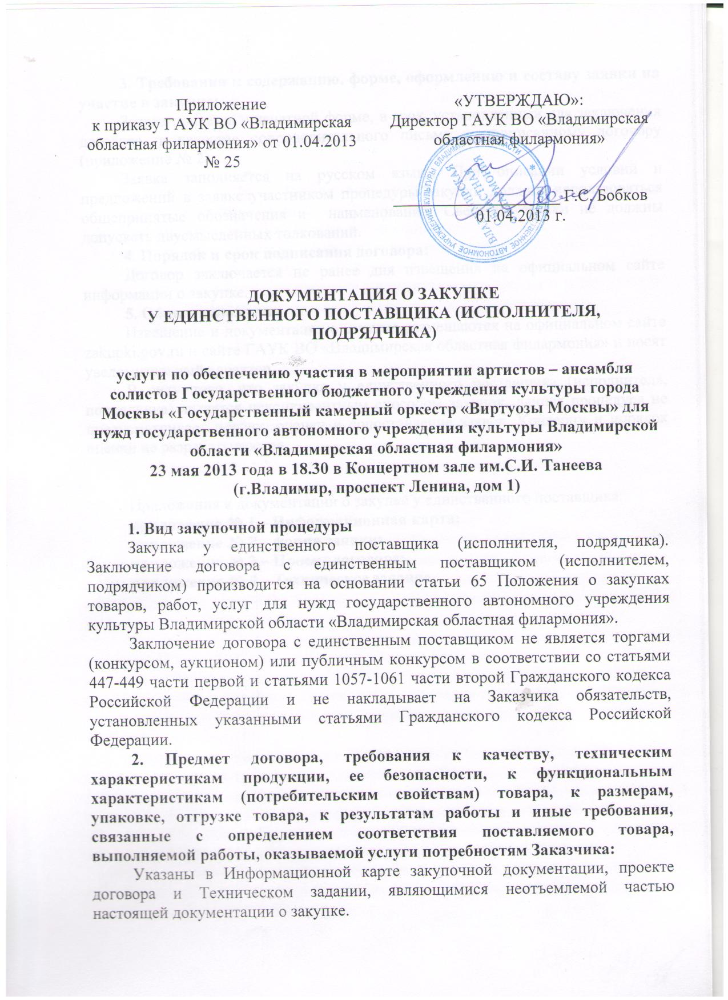 Приложение
к приказу ГАУК ВО «Владимирская
областная филармония» от 01.04.2013
№ 25
«УТВЕРЖДАЮ»:
Директор ГАУК ВО «Владимирская
областная филармония»
Г.С. Бобков
01.04.2013 г.
ВЛАДИМИРСКАЯ
ОБЛАСТНАЯ
ФИЛАРМОНИЯ
ДОКУМЕНТАЦИЯ О ЗАКУПКЕ
У ЕДИНСТВЕННОГО ПОСТАВЩИКА (ИСПОЛНИТЕЛЯ,
ПОДРЯДЧИКА)
услуги по обеспечению участия в мероприятии артистов – ансамбля
солистов Государственного бюджетного учреждения культуры города
Москвы «Государственный камерный оркестр «Виртуозы Москвы» для
нужд государственного автономного учреждения культуры Владимирской
области «Владимирская областная филармония»
23 мая 2013 года в 18.30 в Концертном зале им.С.И. Танеева
(г.Владимир, проспект Ленина, дом 1)
1. Вид закупочной процедуры
Закупка у единственного поставщика (исполнителя, подрядчика).
Заключение договора с единственным поставщиком (исполнителем,
подрядчиком) производится на основании статьи 65 Положения о закупках
товаров, работ, услуг для нужд государственного автономного учреждения
культуры Владимирской области «Владимирская областная филармония».
Заключение договора с единственным поставщиком не является торгами
(конкурсом, аукционом) или публичным конкурсом в соответствии со статьями
447-449 части первой и статьями 1057-1061 части второй Гражданского кодекса
Российской Федерации и не накладывает на Заказчика обязательств,
установленных указанными статьями Гражданского кодекса Российской
Федерации.
2. Предмет договора, требования к качеству, техническим
характеристикам продукции, ее безопасности, к функциональным
характеристикам (потребительским свойствам) товара, к размерам,
упаковке, отгрузке товара, к результатам работы и иные требования,
связанные с определением соответствия поставляемого товара,
выполняемой работы, оказываемой услуги потребностям Заказчика:
Указаны в Информационной карте закупочной документации, проекте
договора и Техническом задании, являющимися неотъемлемой частью
настоящей документации о закупке.